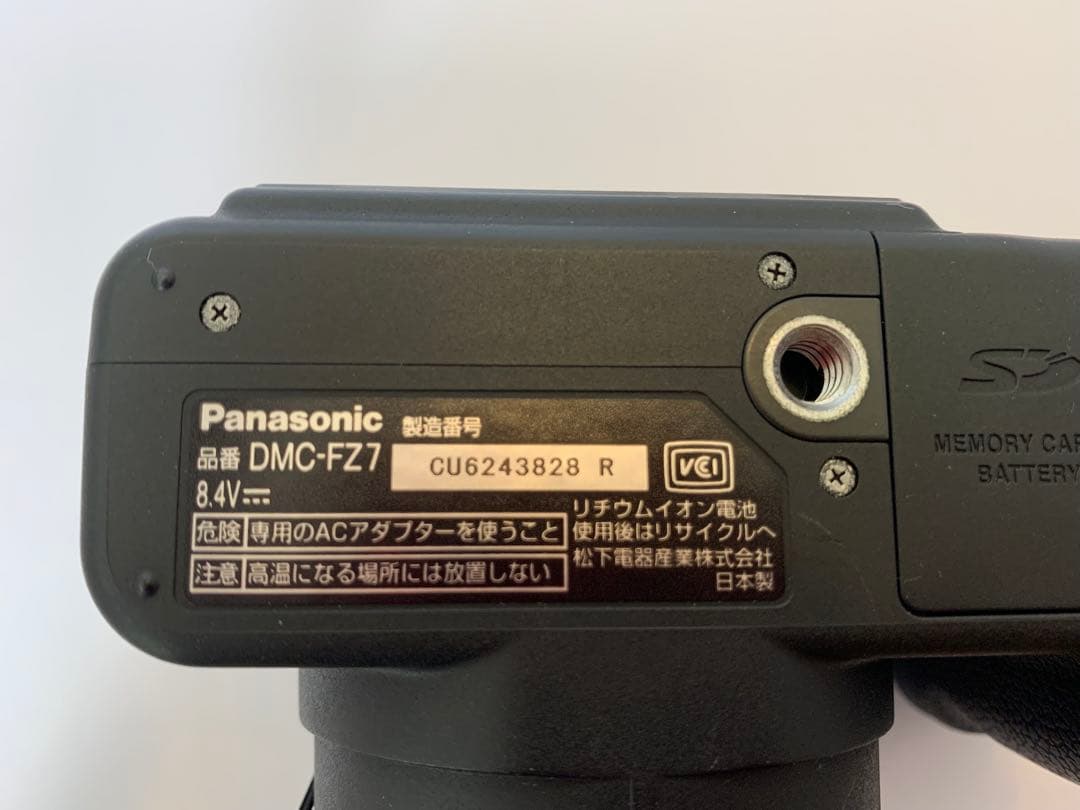 Panasonic 製造番号
品番 DMC-FZ7 CU6243828 R VCCI
8.4V⎓
危険 専用のACアダプターを使うこと
注意 高温になる場所には放置しない
リチウムイオン電池
使用後はリサイクルへ
松下電器産業株式会社
日本製
SD
MEMORY CAR
BATTERY